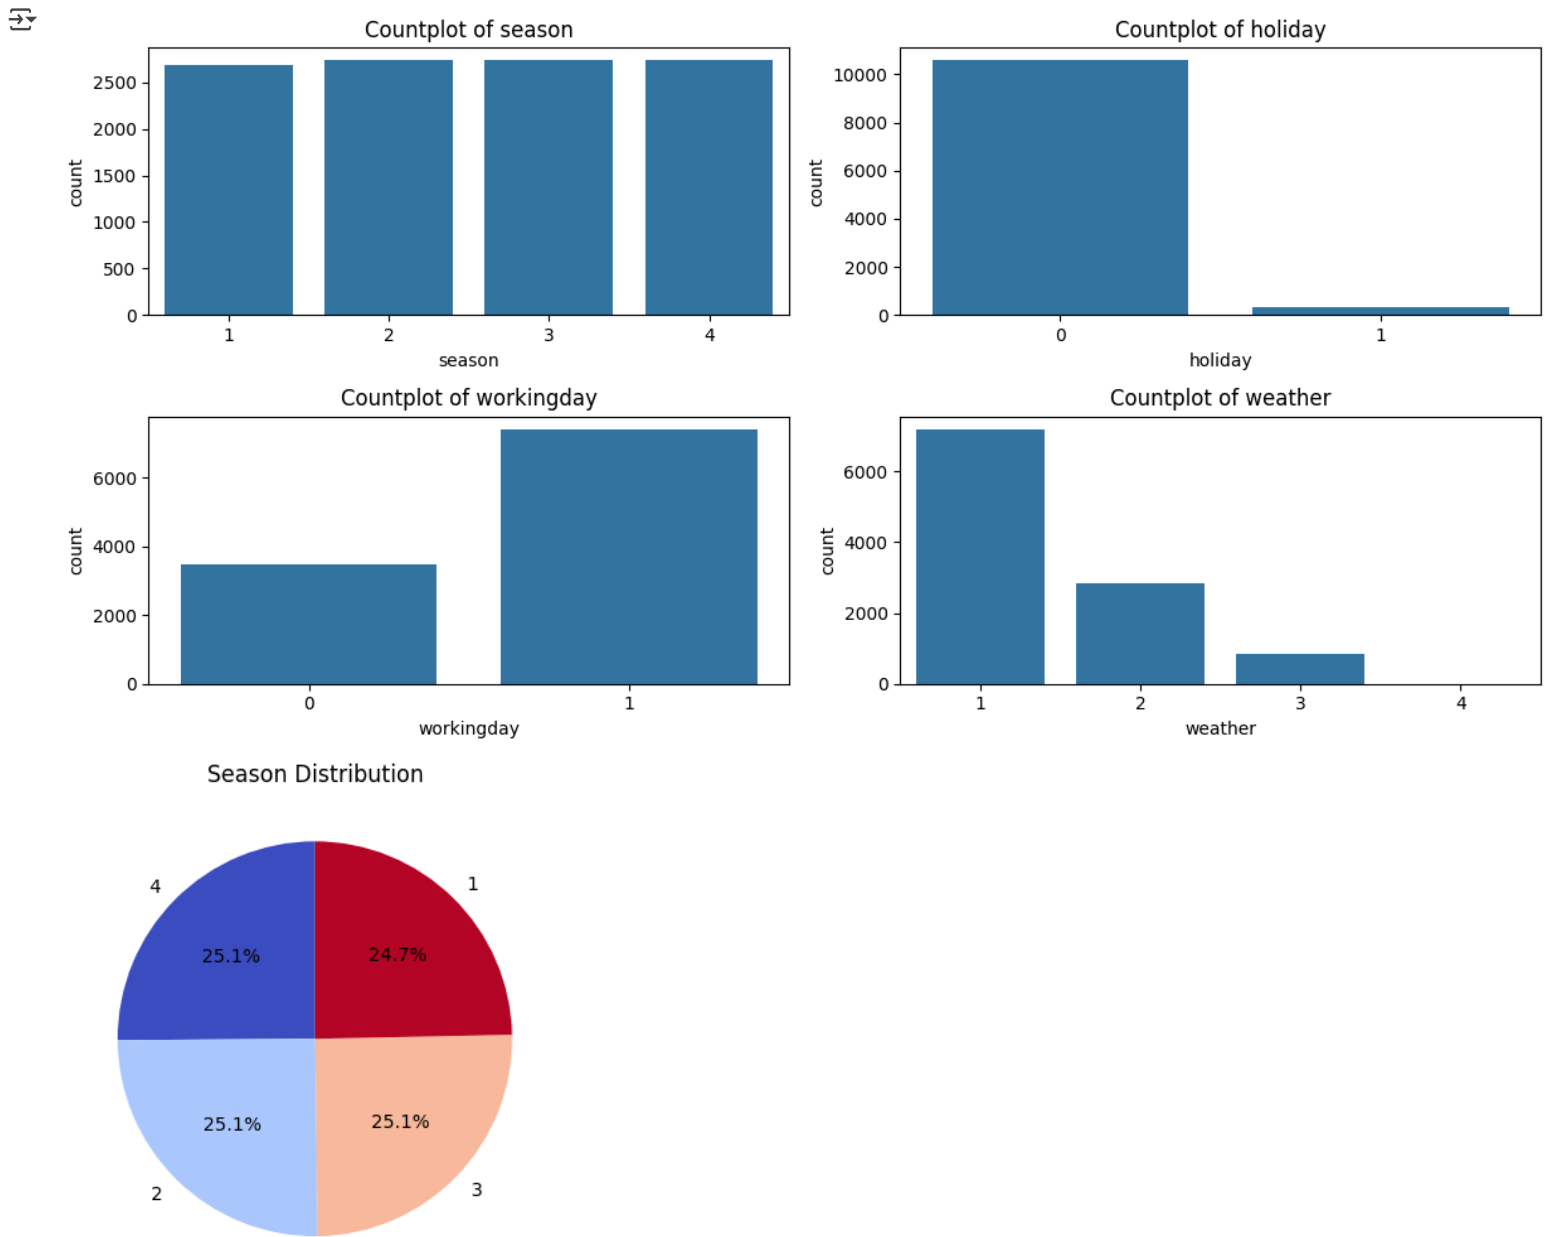 Countplot of season
2500
2000
1500
1000
500
0
count
1 2 3 4
season
Countplot of holiday
10000
8000
6000
4000
2000
0
count
0 1
holiday
Countplot of workingday
6000
4000
2000
0
count
0 1
workingday
Countplot of weather
6000
4000
2000
0
count
1 2 3 4
weather
Season Distribution
4 1
25.1% 24.7%
25.1% 25.1%
2 3